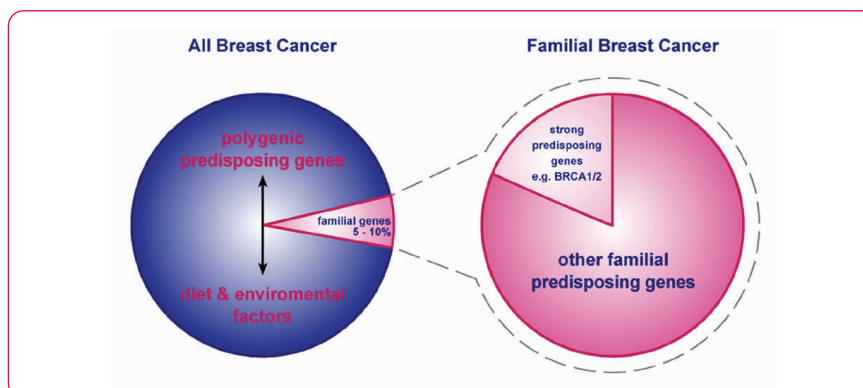 All Breast Cancer
polygenic
predisposing genes
familial genes
5 - 10%
diet & enviromental
factors
Familial Breast Cancer
strong
predisposing
genes
e.g. BRCA1/2
other familial
predisposing genes